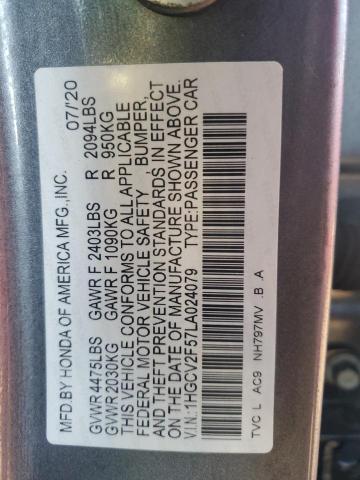 MFD.BY HONDA OF AMERICA MFG.,INC. 07/'20
GVWR 4475LBS GAWR F 2403LBS R 2094LBS
GVWR 2030KG GAWR F 1090KG R 950KG
THIS VEHICLE CONFORMS TO ALL APPLICABLE
FEDERAL MOTOR VEHICLE SAFETY , BUMPER,
AND THEFT PREVENTION STANDARDS IN EFFECT
ON THE DATE OF MANUFACTURE SHOWN ABOVE.
V.I.N.:1HGCV2F57LA024079 TYPE:PASSENGER CAR
TVC L AC9 NH797MV .B A